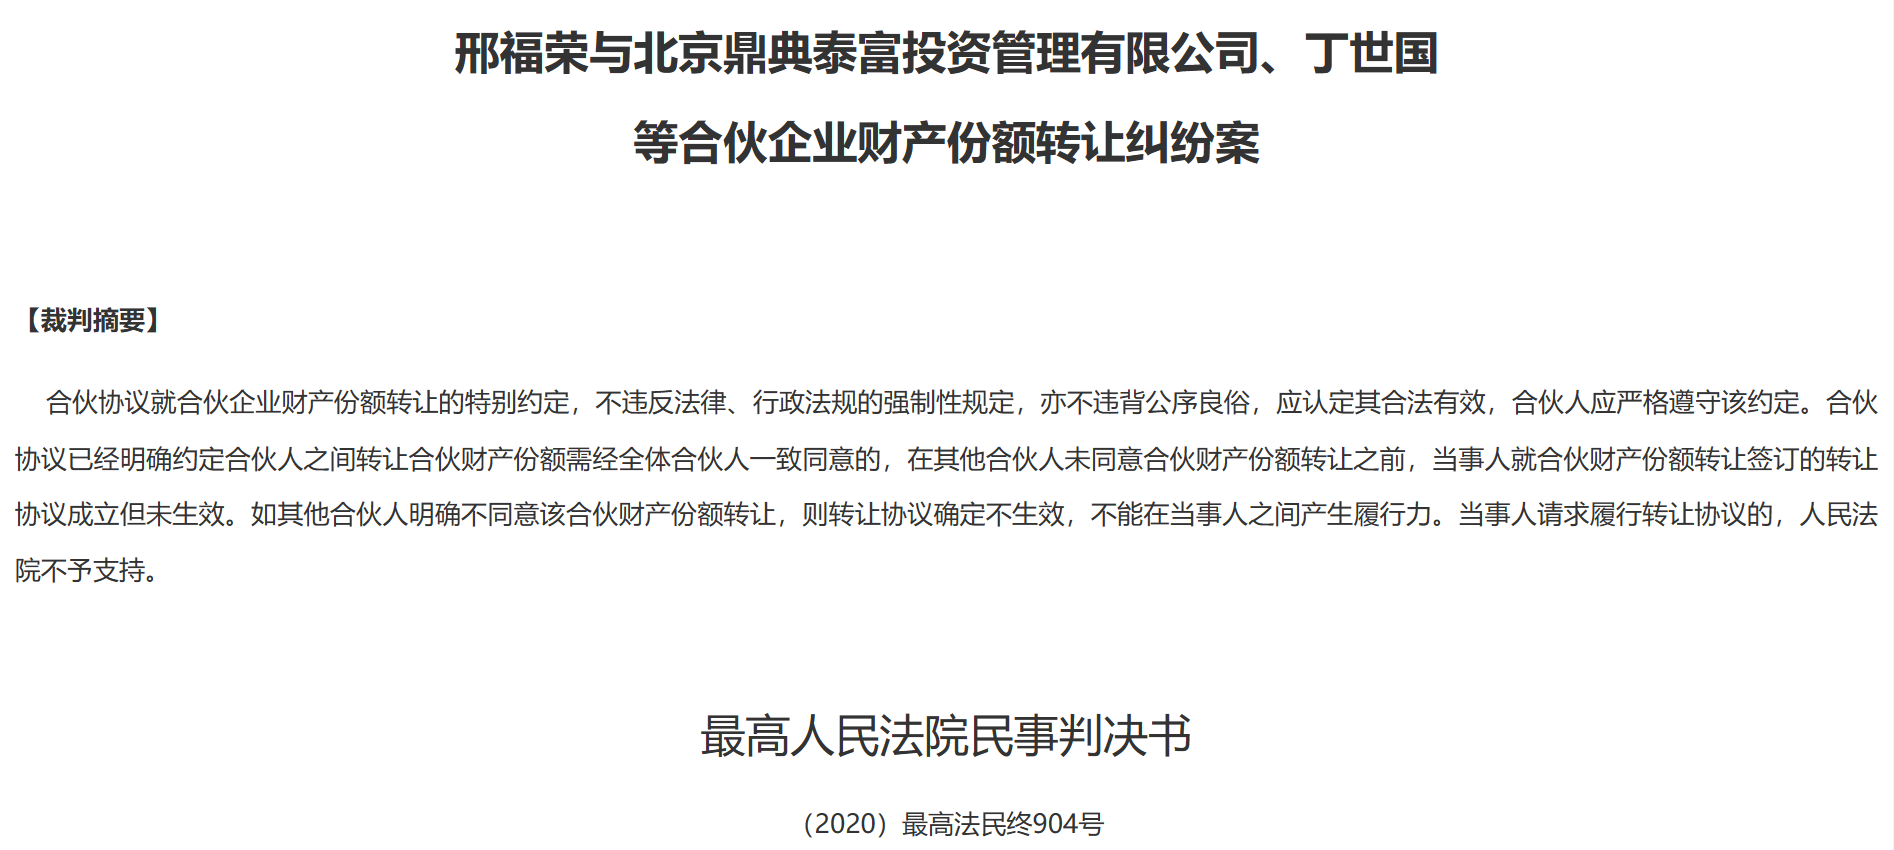 邢福荣与北京鼎典泰富投资管理有限公司、丁世国
等合伙企业财产份额转让纠纷案
【裁判摘要】
合伙协议就合伙企业财产份额转让的特别约定，不违反法律、行政法规的强制性规定，亦不违背公序良俗，应认定其合法有效，合伙人应严格遵守该约定。合伙
协议已经明确约定合伙人之间转让合伙财产份额需经全体合伙人一致同意的，在其他合伙人未同意合伙财产份额转让之前，当事人就合伙财产份额转让签订的转让
协议成立但未生效。如其他合伙人明确不同意该合伙财产份额转让，则转让协议确定不生效，不能在当事人之间产生履行力。当事人请求履行转让协议的，人民法
院不予支持。
最高人民法院民事判决书
（2020）最高法民终904号